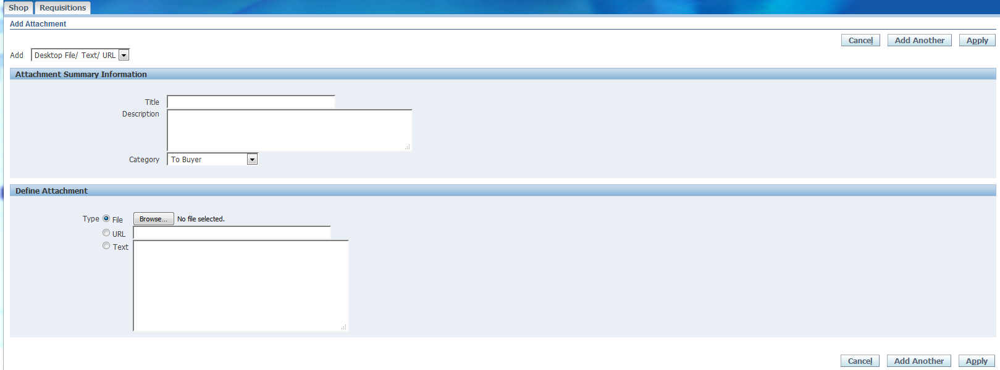 Shop Requisitions
Add Attachment
Cancel Add Another Apply
Add Desktop File/ Text/ URL
Attachment Summary Information
Title
Description
Category To Buyer
Define Attachment
Type File Browse... No file selected.
URL
Text
Cancel Add Another Apply